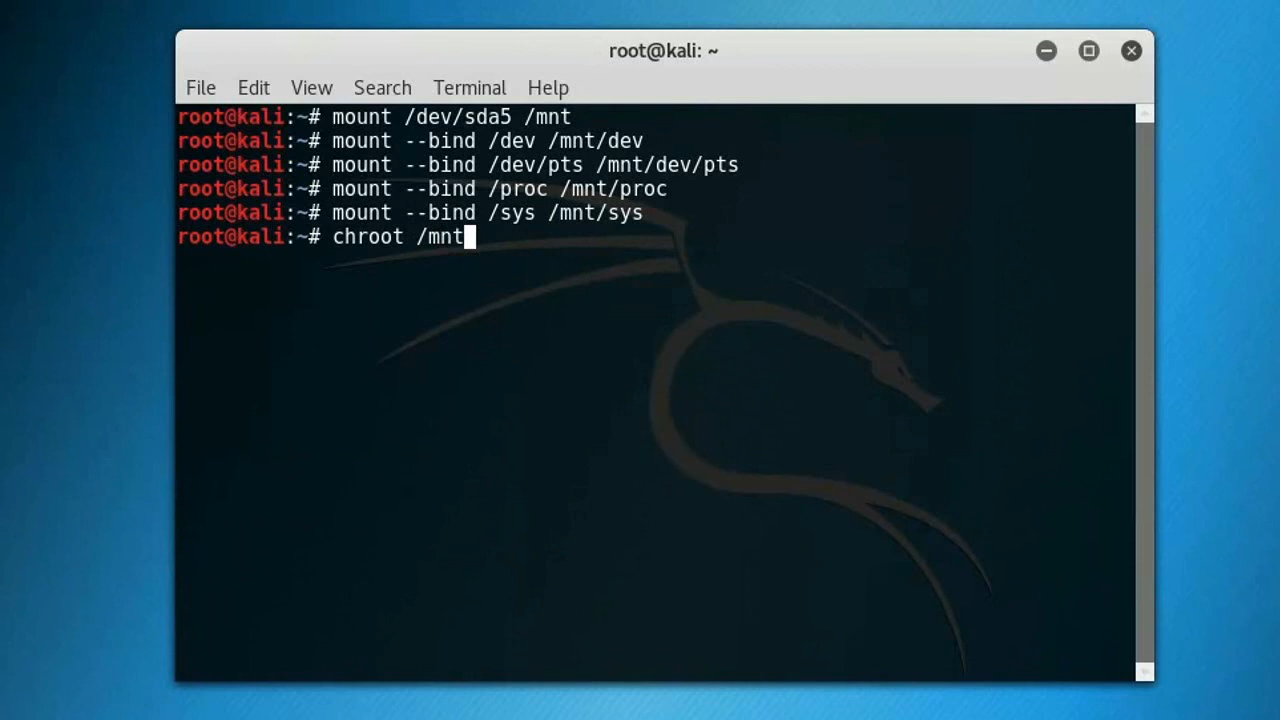 root@kali: ~
File Edit View Search Terminal Help
root@kali:~# mount /dev/sda5 /mnt
root@kali:~# mount --bind /dev /mnt/dev
root@kali:~# mount --bind /dev/pts /mnt/dev/pts
root@kali:~# mount --bind /proc /mnt/proc
root@kali:~# mount --bind /sys /mnt/sys
root@kali:~# chroot /mnt